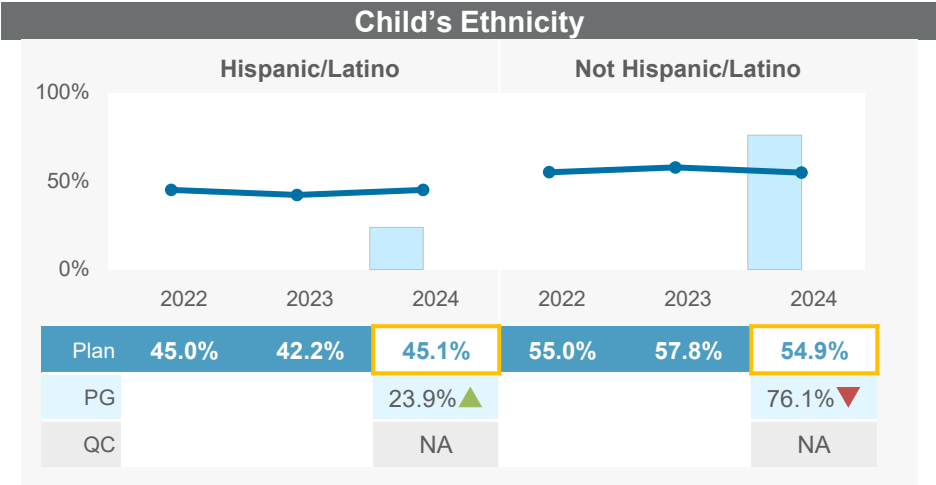 Child’s Ethnicity
Hispanic/Latino Not Hispanic/Latino
100%
50%
0%
2022 2023 2024 2022 2023 2024
Plan 45.0% 42.2% 45.1% 55.0% 57.8% 54.9%
PG 23.9% 76.1%
QC NA NA